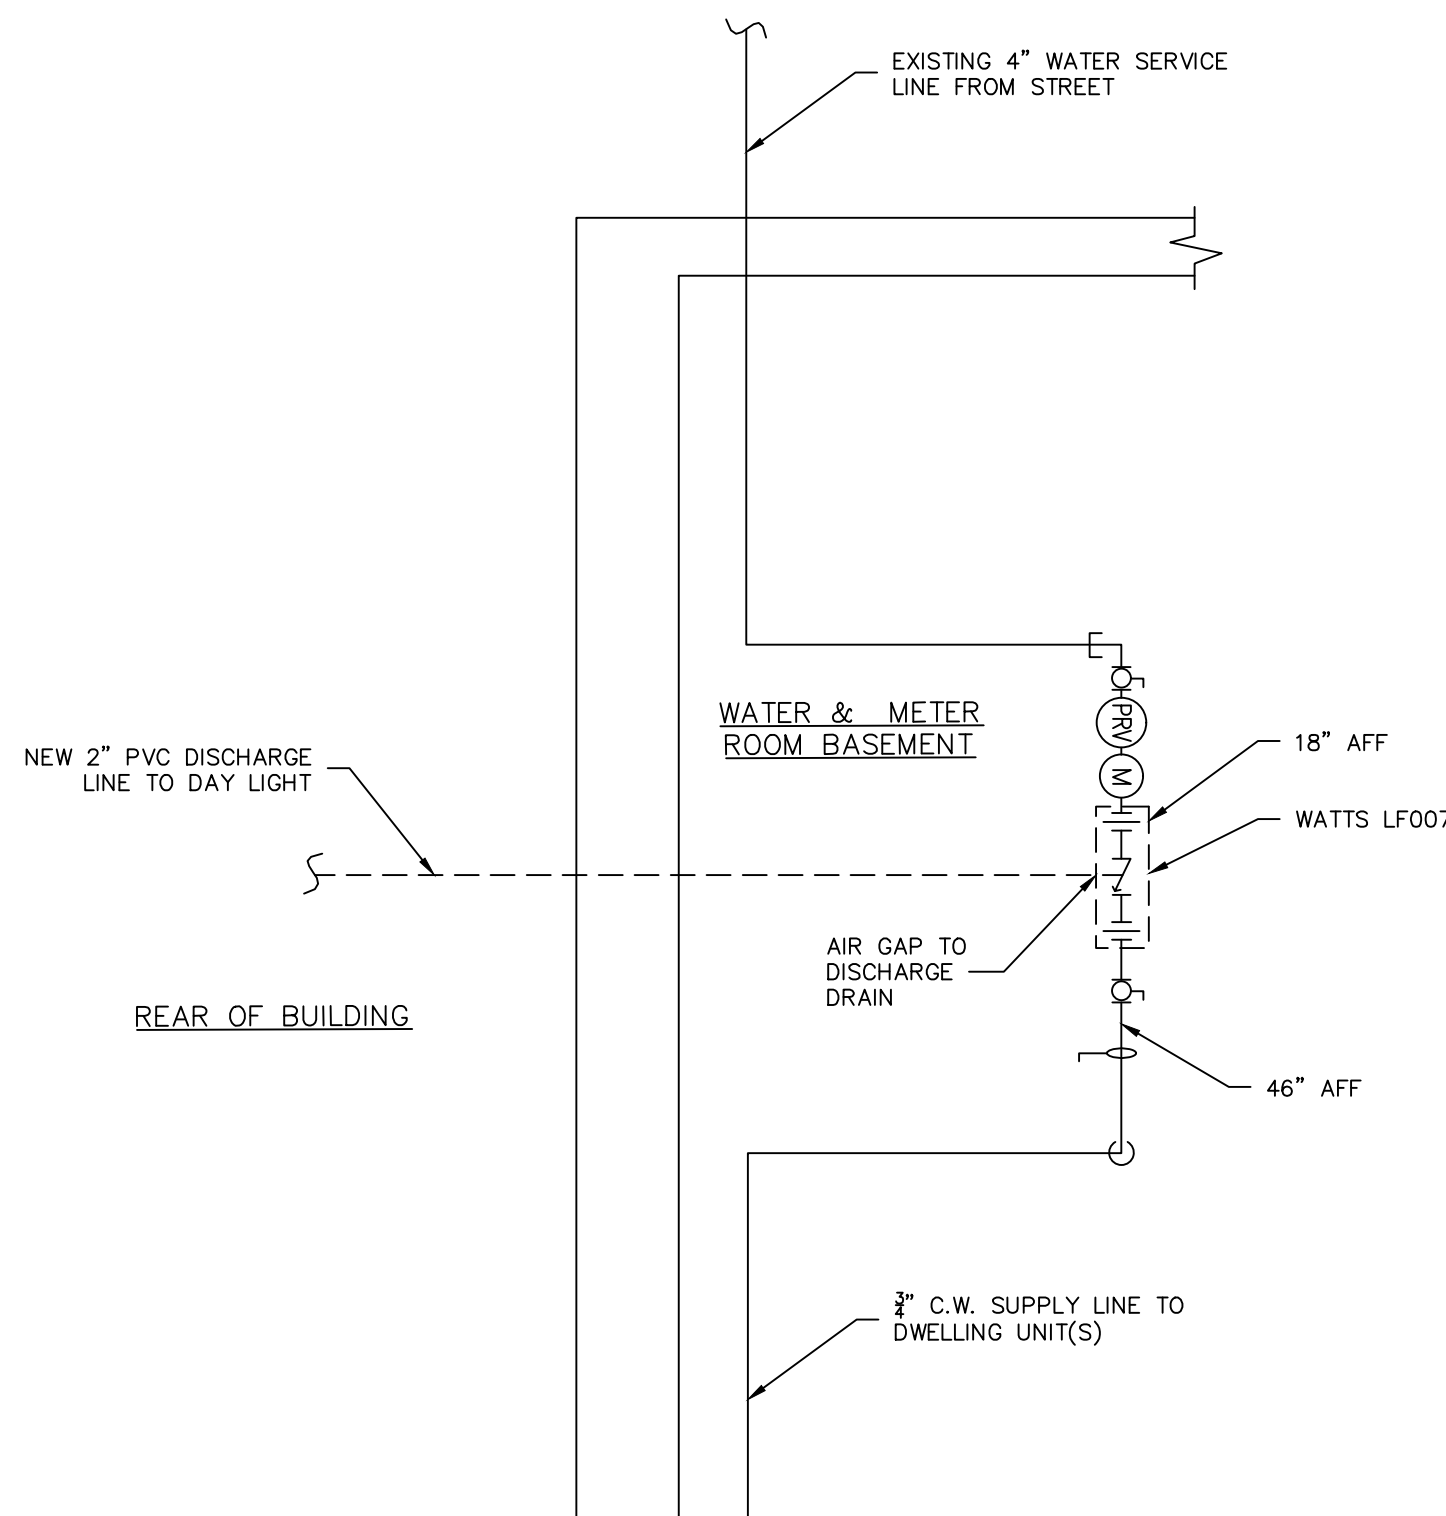 EXISTING 4" WATER SERVICE
LINE FROM STREET
WATER & METER
ROOM BASEMENT
PRV
M
18" AFF
NEW 2" PVC DISCHARGE
LINE TO DAY LIGHT
WATTS LF007
AIR GAP TO
DISCHARGE
DRAIN
REAR OF BUILDING
46" AFF
3/4" C.W. SUPPLY LINE TO
DWELLING UNIT(S)